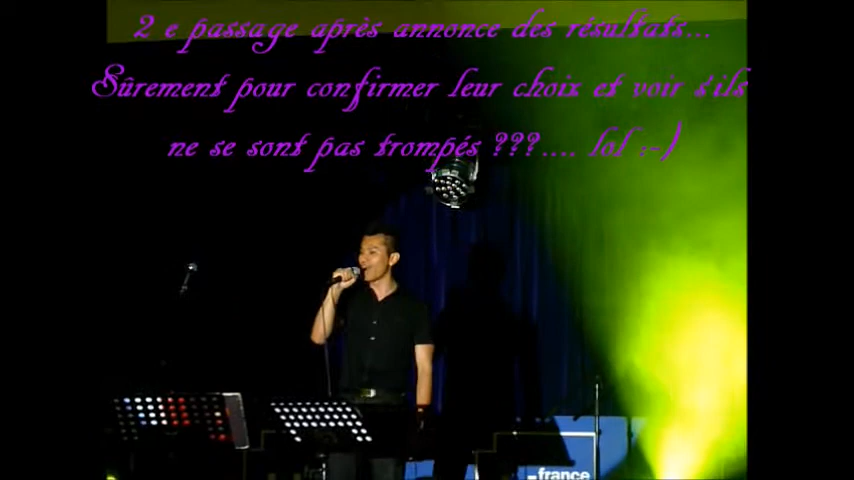 2 e passage après annonce des résultats...
Sûrement pour confirmer leur choix et voir s'ils
ne se sont pas trompés ???.... lol :-)
france